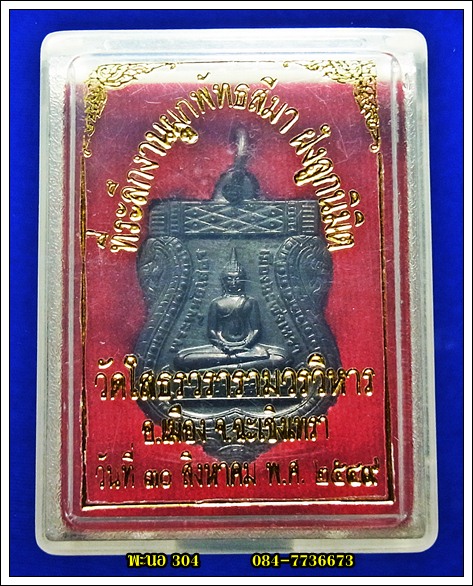 ที่ระลึกงานผูกพัทธสีมา ฝังลูกนิมิต
วัดโสธรวรารามวรวิหาร
อ.เมือง จ.ฉะเชิงเทรา
วันที่ ๓๐ สิงหาคม พ.ศ. ๒๕๔๙
พะนอ 304 084-7736673